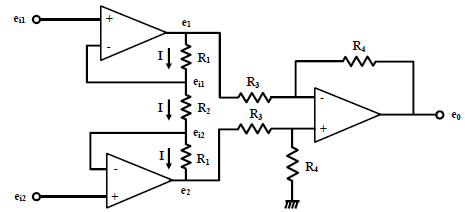 e₁
eᵢ₁
+
-
I
R₁
eᵢ₁
I
R₂
eᵢ₂
I
R₁
-
+
eᵢ₂
e₂
R₃
R₃
R₄
-
+
R₄
e₀